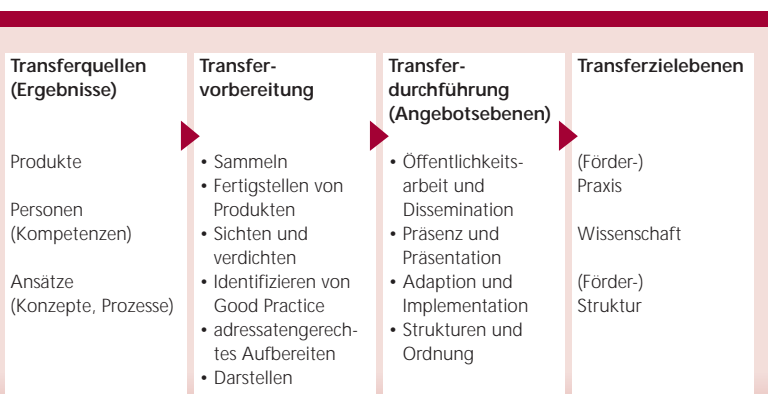 Transferquellen
(Ergebnisse)
Produkte
Personen
(Kompetenzen)
Ansätze
(Konzepte, Prozesse)
Transfer-
vorbereitung
• Sammeln
• Fertigstellen von
Produkten
• Sichten und
verdichten
• Identifizieren von
Good Practice
• adressatengerech-
tes Aufbereiten
• Darstellen
Transfer-
durchführung
(Angebotsebenen)
• Öffentlichkeits-
arbeit und
Dissemination
• Präsenz und
Präsentation
• Adaption und
Implementation
• Strukturen und
Ordnung
Transferzielebenen
(Förder-)
Praxis
Wissenschaft
(Förder-)
Struktur